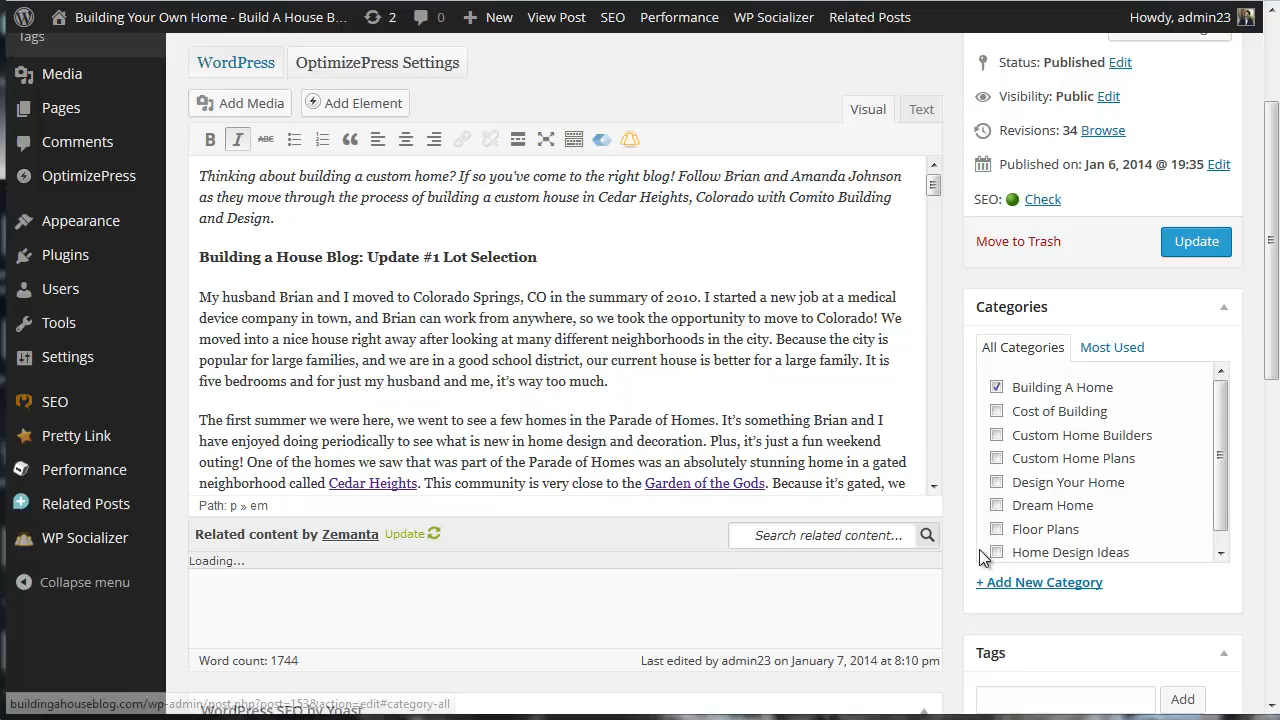 Building Your Own Home - Build A House B... 2 0 New View Post SEO Performance WP Socializer Related Posts Howdy, admin23
Tags
Media
Pages
Comments
OptimizePress
Appearance
Plugins
Users
Tools
Settings
SEO
Pretty Link
Performance
Related Posts
WP Socializer
Collapse menu
WordPress OptimizePress Settings
Add Media Add Element
Visual Text
B I ABC
Thinking about building a custom home? If so you've come to the right blog! Follow Brian and Amanda Johnson
as they move through the process of building a custom house in Cedar Heights, Colorado with Comito Building
and Design.
Building a House Blog: Update #1 Lot Selection
My husband Brian and I moved to Colorado Springs, CO in the summary of 2010. I started a new job at a medical
device company in town, and Brian can work from anywhere, so we took the opportunity to move to Colorado! We
moved into a nice house right away after looking at many different neighborhoods in the city. Because the city is
popular for large families, and we are in a good school district, our current house is better for a large family. It is
five bedrooms and for just my husband and me, it's way too much.
The first summer we were here, we went to see a few homes in the Parade of Homes. It's something Brian and I
have enjoyed doing periodically to see what is new in home design and decoration. Plus, it's just a fun weekend
outing! One of the homes we saw that was part of the Parade of Homes was an absolutely stunning home in a gated
neighborhood called Cedar Heights. This community is very close to the Garden of the Gods. Because it's gated, we
Path: p » em
Related content by Zemanta Update Search related content...
Loading...
Word count: 1744 Last edited by admin23 on January 7, 2014 at 8:10 pm
WordPress SEO by Yoast
buildingahouseblog.com/wp-admin/post.php?post=153&action=edit#category-all
Status: Published Edit
Visibility: Public Edit
Revisions: 34 Browse
Published on: Jan 6, 2014 @ 19:35 Edit
SEO: Check
Move to Trash Update
Categories
All Categories Most Used
Building A Home
Cost of Building
Custom Home Builders
Custom Home Plans
Design Your Home
Dream Home
Floor Plans
Home Design Ideas
+ Add New Category
Tags
Add